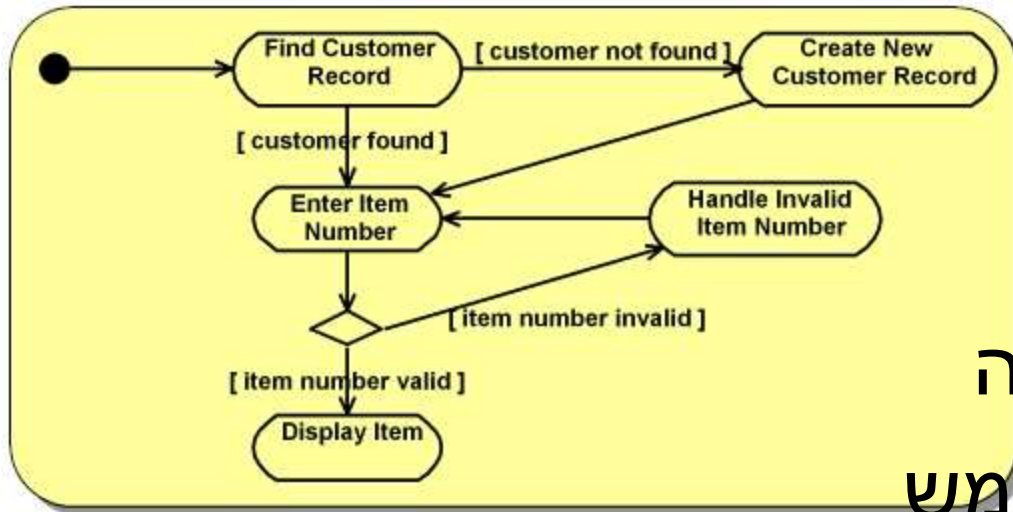 Find Customer
Record
[ customer not found ]
Create New
Customer Record
[ customer found ]
Enter Item
Number
Handle Invalid
Item Number
[ item number invalid ]
[ item number valid ]
Display Item